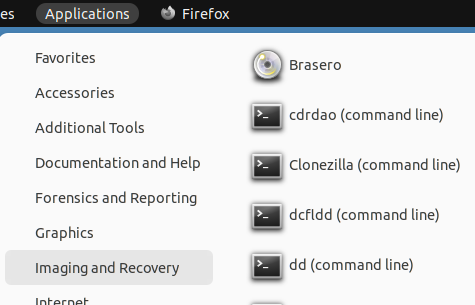 es Applications Firefox
Favorites
Accessories
Additional Tools
Documentation and Help
Forensics and Reporting
Graphics
Imaging and Recovery
Internet
Brasero
cdrdao (command line)
Clonezilla (command line)
dcfldd (command line)
dd (command line)